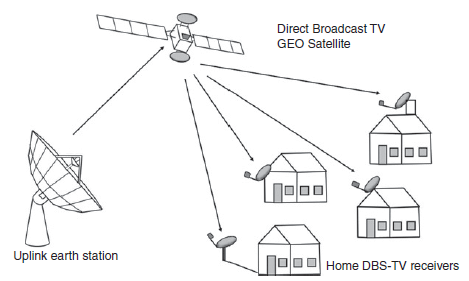 Direct Broadcast TV
GEO Satellite
Uplink earth station
Home DBS-TV receivers